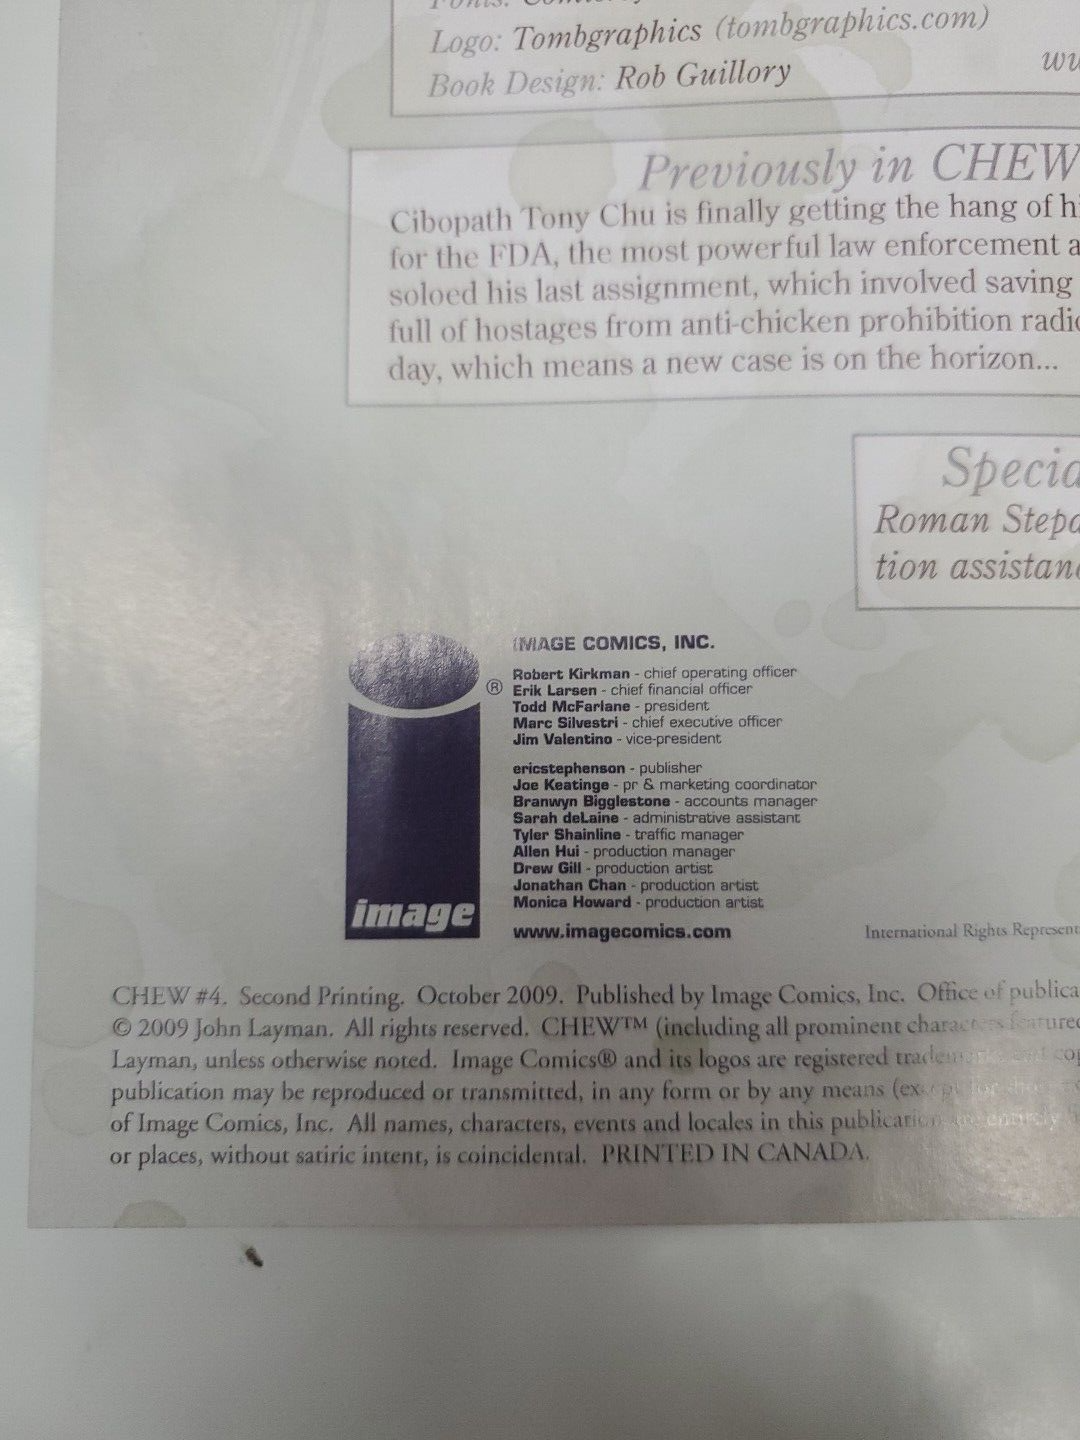 Logo: Tombgraphics (tombgraphics.com)
Book Design: Rob Guillory
Previously in CHEW
Cibopath Tony Chu is finally getting the hang of
for the FDA, the most powerful law enforcement
soloed his last assignment, which involved saving
full of hostages from anti-chicken prohibition
day, which means a new case is on the horizon...
Roman
tion
IMAGE COMICS, INC.
Robert Kirkman - chief operating officer
® Erik Larsen - chief financial officer
Todd McFarlane - president
Marc Silvestri - chief executive officer
Jim Valentino - vice-president
ericstephenson - publisher
Joe Keatinge - pr & marketing coordinator
Branwyn Bigglestone - accounts manager
Sarah deLaine - administrative assistant
Tyler Shainline - traffic manager
Allen Hui - production manager
Drew Gill - production artist
Jonathan Chan - production artist
Monica Howard - production artist
image
www.imagecomics.com
International Rights
CHEW #4. Second Printing. October 2009. Published by Image Comics, Inc. Office of
© 2009 John Layman. All rights reserved. CHEW™ (including all prominent characters
Layman, unless otherwise noted. Image Comics® and its logos are registered
publication may be reproduced or transmitted, in any form or by any means
of Image Comics, Inc. All names, characters, events and locales in this publication are entirely
or places, without satiric intent, is coincidental. PRINTED IN CANADA.